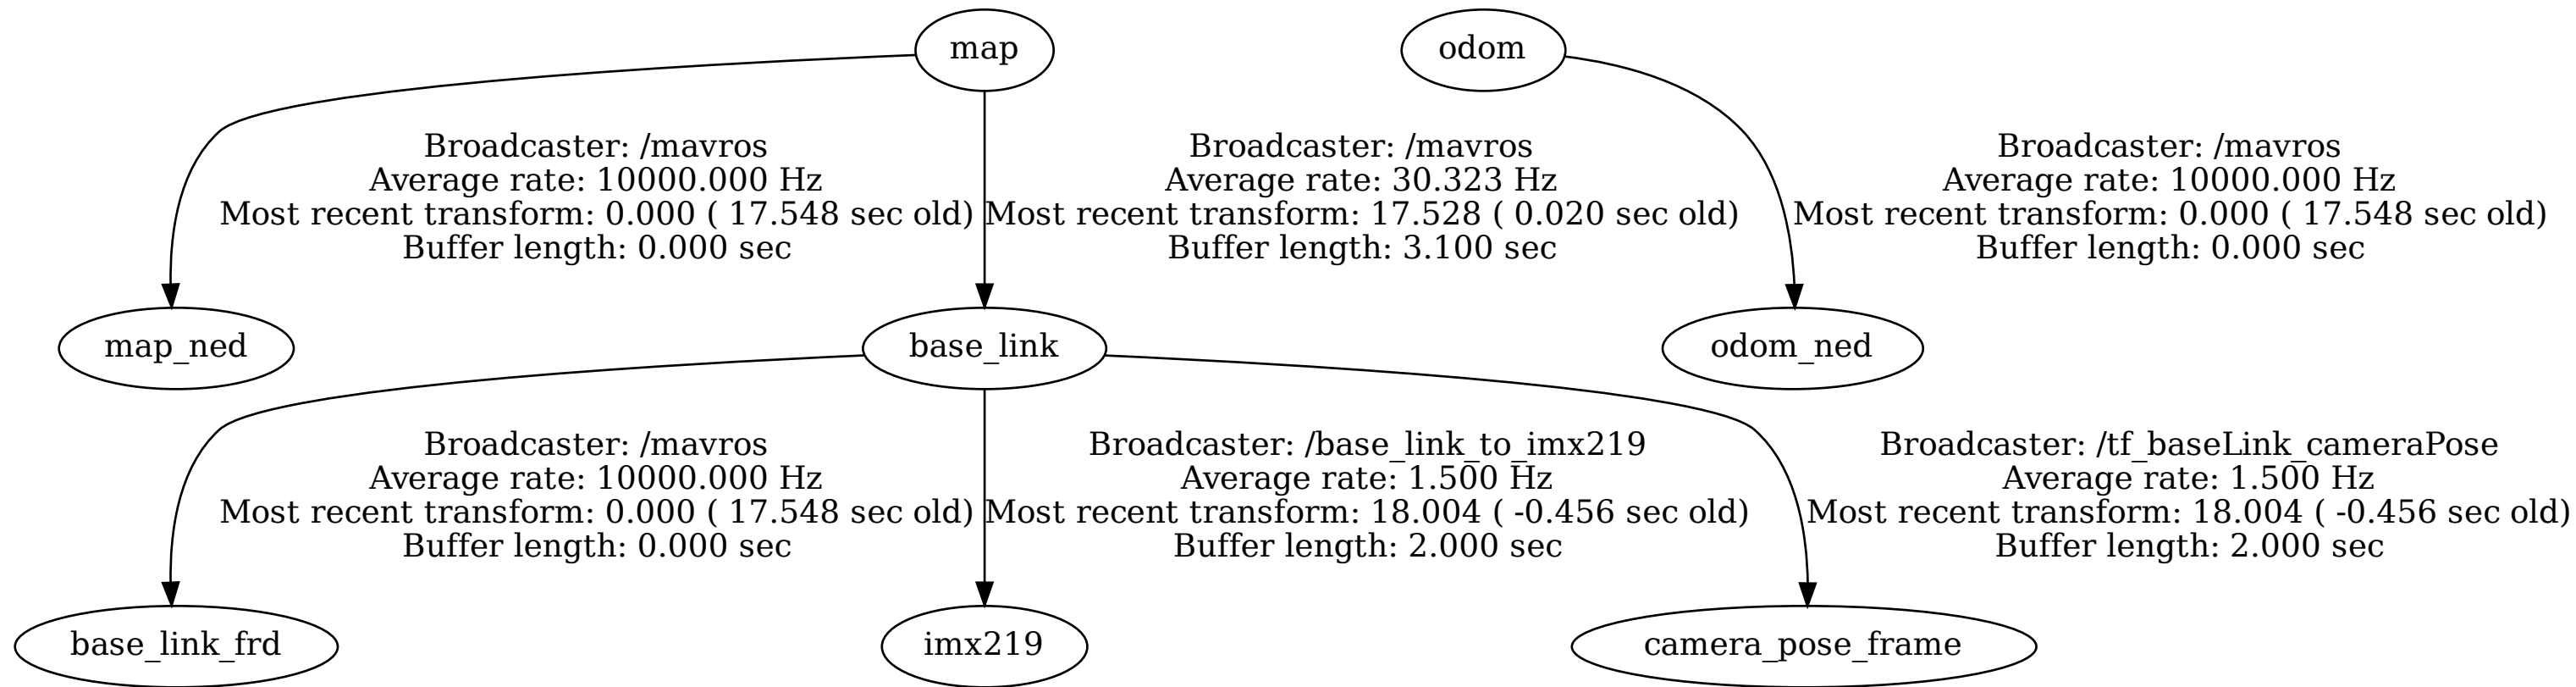 map
odom
Broadcaster: /mavros
Average rate: 10000.000 Hz
Most recent transform: 0.000 ( 17.548 sec old)
Buffer length: 0.000 sec
Broadcaster: /mavros
Average rate: 30.323 Hz
Most recent transform: 17.528 ( 0.020 sec old)
Buffer length: 3.100 sec
Broadcaster: /mavros
Average rate: 10000.000 Hz
Most recent transform: 0.000 ( 17.548 sec old)
Buffer length: 0.000 sec
map_ned
base_link
odom_ned
Broadcaster: /mavros
Average rate: 10000.000 Hz
Most recent transform: 0.000 ( 17.548 sec old)
Buffer length: 0.000 sec
Broadcaster: /base_link_to_imx219
Average rate: 1.500 Hz
Most recent transform: 18.004 ( -0.456 sec old)
Buffer length: 2.000 sec
Broadcaster: /tf_baseLink_cameraPose
Average rate: 1.500 Hz
Most recent transform: 18.004 ( -0.456 sec old)
Buffer length: 2.000 sec
base_link_frd
imx219
camera_pose_frame